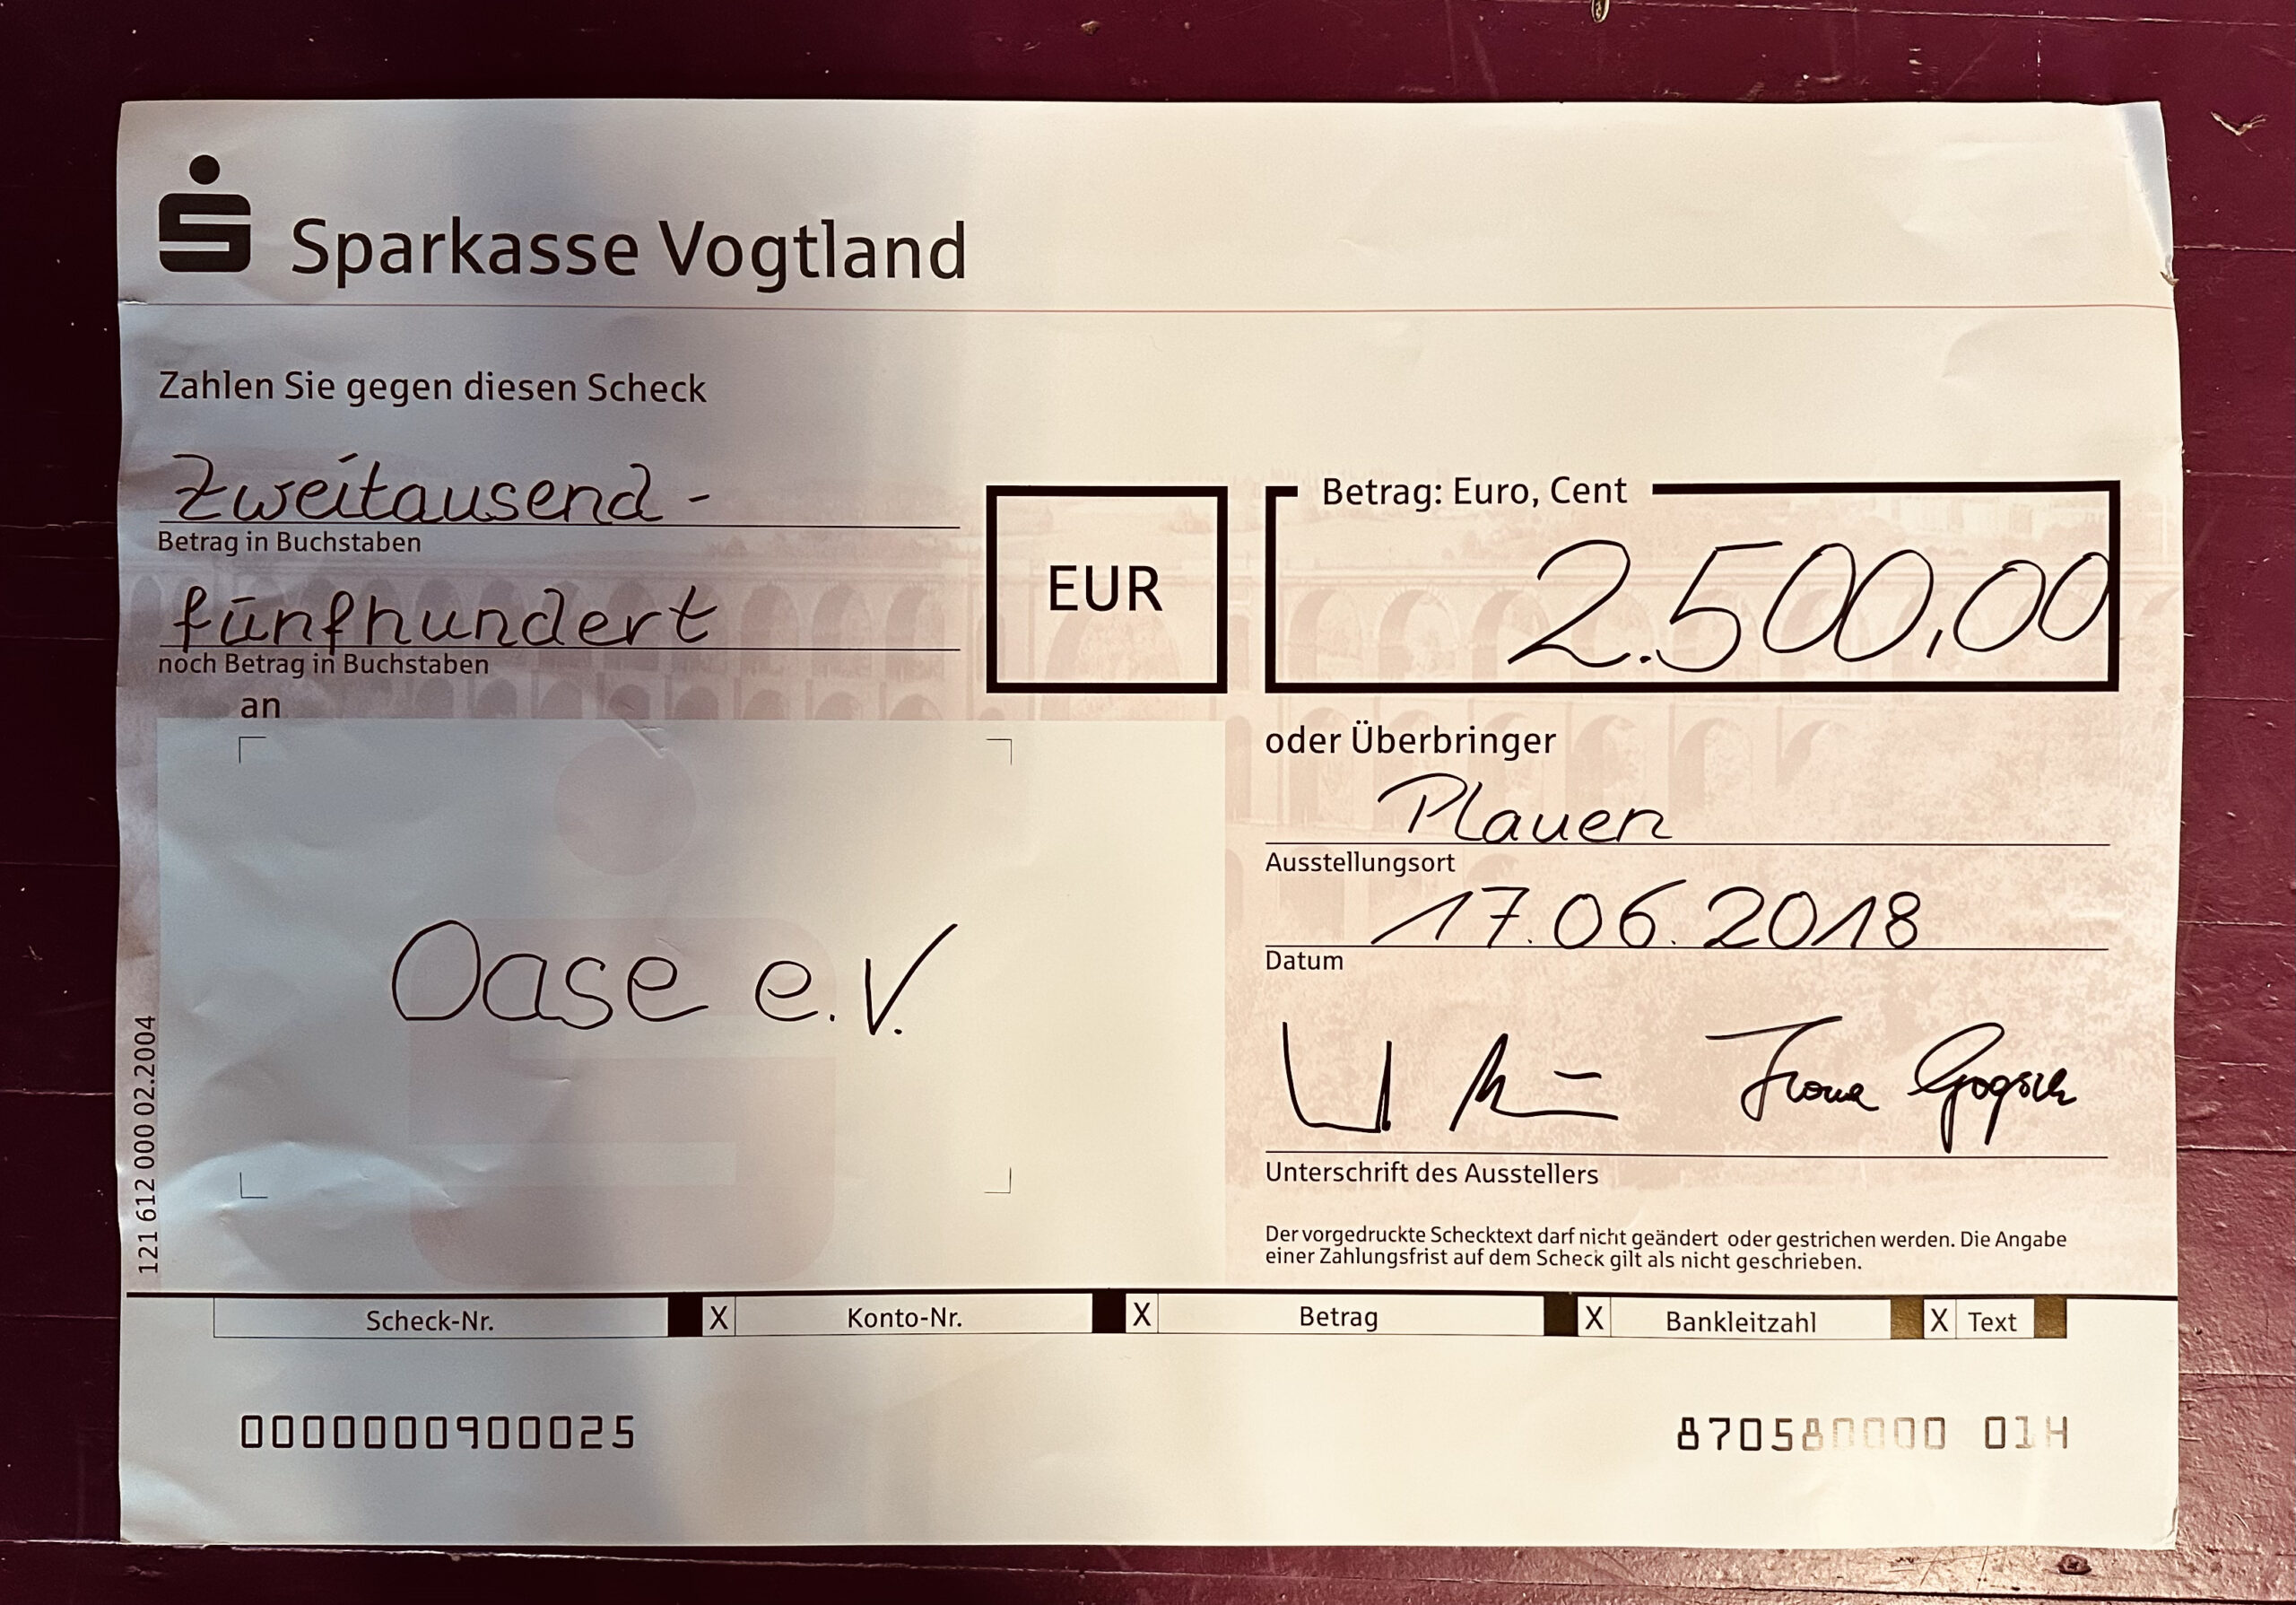 Sparkasse Vogtland
Zahlen Sie gegen diesen Scheck
Zweitausend -
Betrag in Buchstaben
fünfhundert
noch Betrag in Buchstaben
EUR
Betrag: Euro, Cent
2.500,00
an
Oase e.V.
oder Überbringer
Plauen
Ausstellungsort
17.06.2018
Datum
Unterschrift des Ausstellers
Der vorgedruckte Schecktext darf nicht geändert oder gestrichen werden. Die Angabe
einer Zahlungsfrist auf dem Scheck gilt als nicht geschrieben.
121 612 000 02.2004
Scheck-Nr. X Konto-Nr. X Betrag X Bankleitzahl X Text
0000000900025 870580000 01H